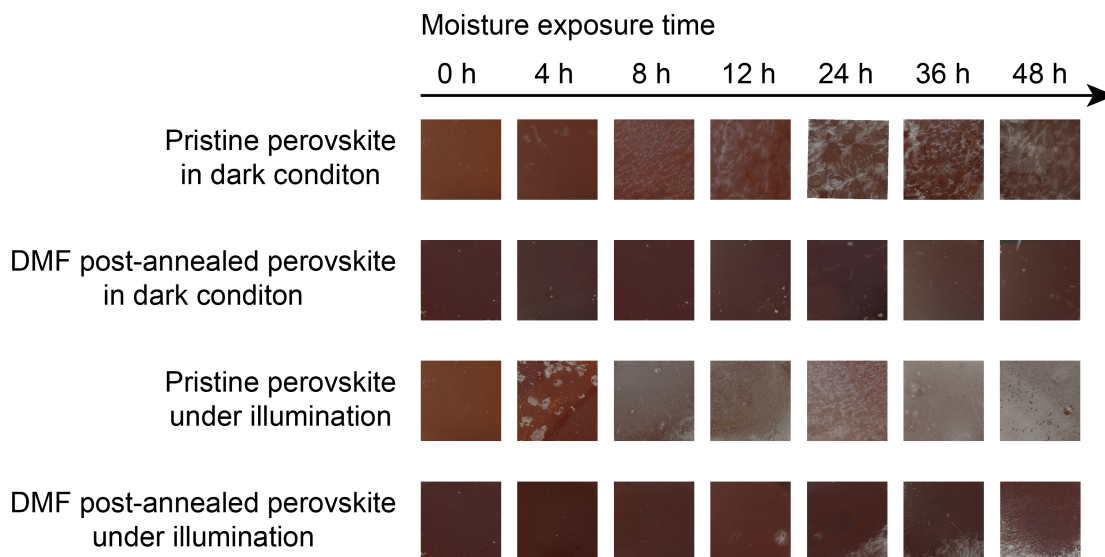 Moisture exposure time
0 h 4 h 8 h 12 h 24 h 36 h 48 h
Pristine perovskite
in dark conditon
DMF post-annealed perovskite
in dark conditon
Pristine perovskite
under illumination
DMF post-annealed perovskite
under illumination